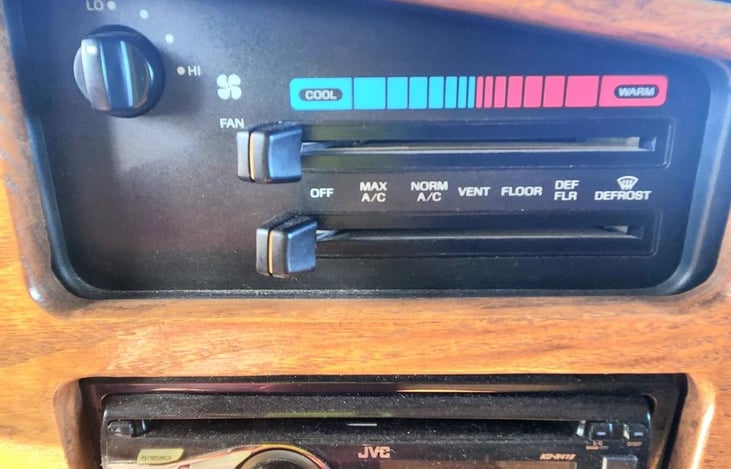 LO
HI
FAN
COOL WARM
OFF MAX A/C NORM A/C VENT FLOOR DEF FLR DEFROST
JVC